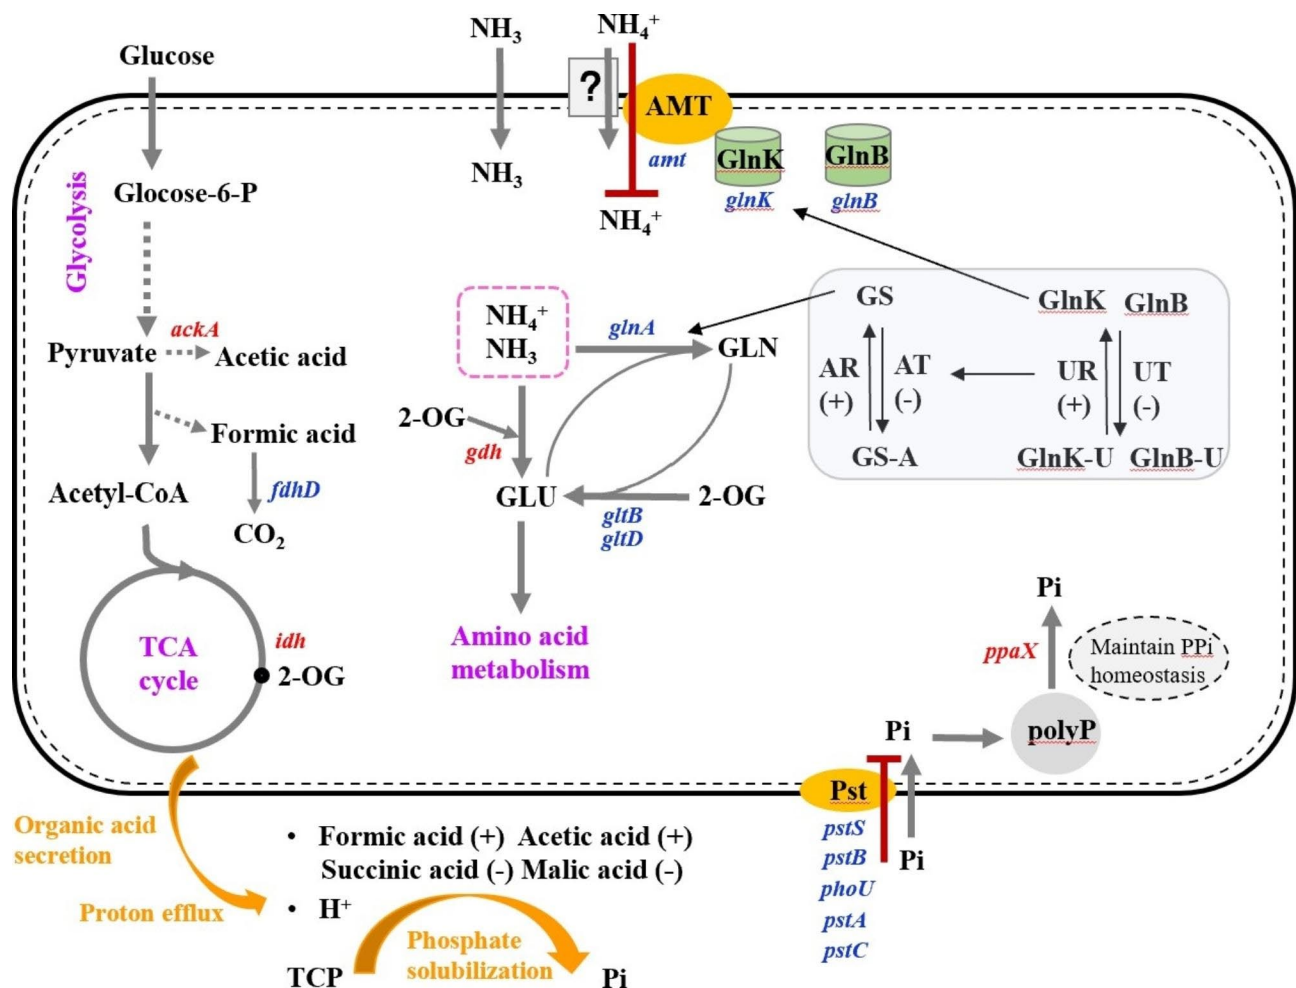 Glucose
NH₃
NH₄⁺
?
AMT
amt
GlnK
glnK
GlnB
glnB
NH₃
NH₄⁺
Glocose-6-P
Glycolysis
ackA
Pyruvate
Acetic acid
Formic acid
fdhD
Acetyl-CoA
CO₂
TCA
cycle
idh
2-OG
NH₄⁺
NH₃
glnA
GLN
2-OG
gdh
GLU
gltB
gltD
2-OG
Amino acid
metabolism
GS
GlnK GlnB
AR
(+)
AT
(-)
UR
(+)
UT
(-)
GS-A
GlnK-U GlnB-U
Pi
ppaX
Maintain PPi
homeostasis
Pi
polyP
Pst
pstS
pstB
phoU
pstA
pstC
Pi
Organic acid
secretion
Proton efflux
• Formic acid (+) Acetic acid (+)
Succinic acid (-) Malic acid (-)
• H⁺
TCP
Phosphate
solubilization
Pi